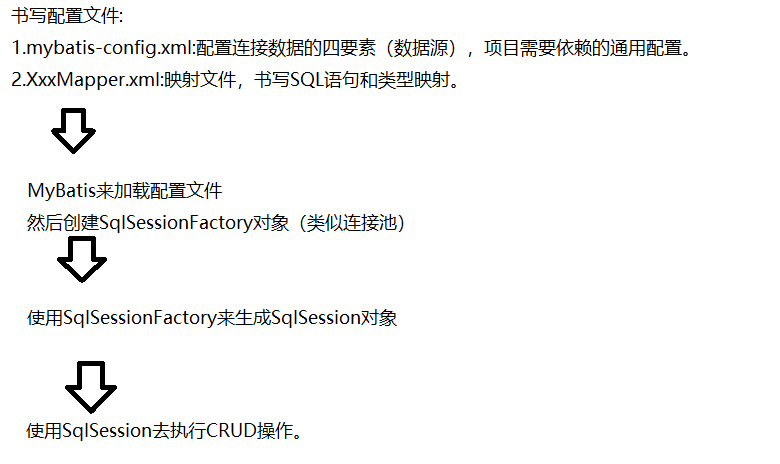 书写配置文件:
1.mybatis-config.xml:配置连接数据的四要素（数据源），项目需要依赖的通用配置。
2.XxxMapper.xml:映射文件，书写SQL语句和类型映射。
MyBatis来加载配置文件
然后创建SqlSessionFactory对象（类似连接池）
使用SqlSessionFactory来生成SqlSession对象
使用SqlSession去执行CRUD操作。